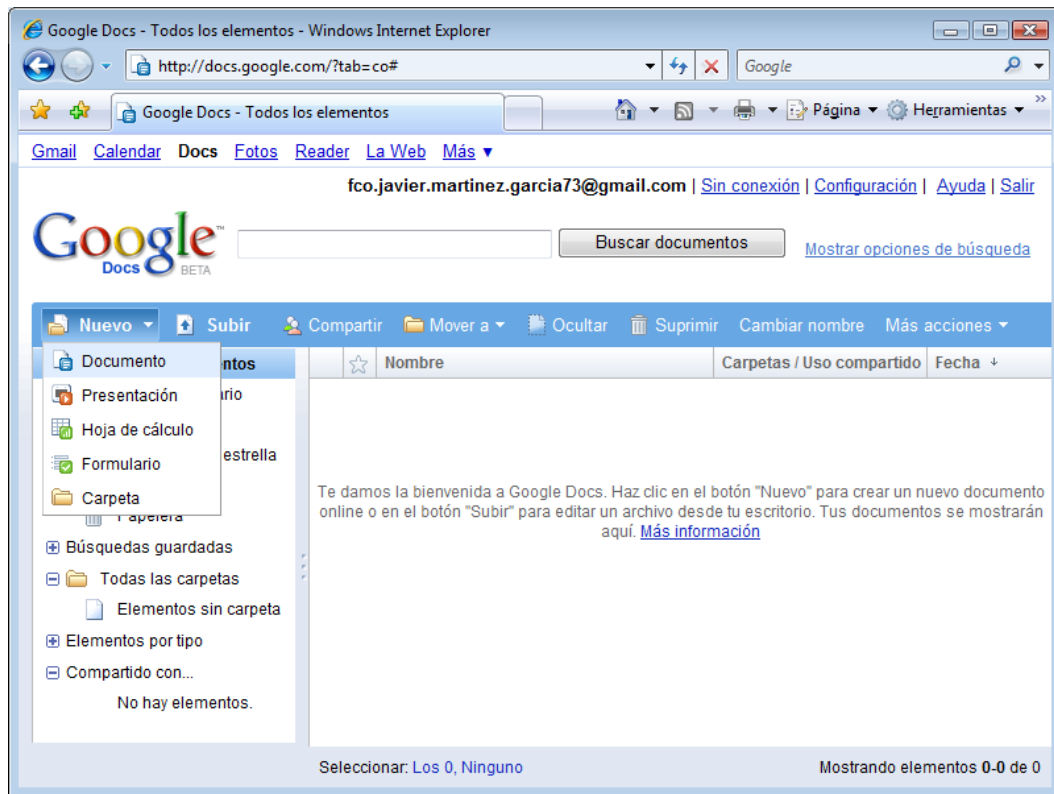 Google Docs - Todos los elementos - Windows Internet Explorer
http://docs.google.com/?tab=co#
Google
Google Docs - Todos los elementos
Página
Herramientas
Gmail Calendar Docs Fotos Reader La Web Más ▼
fco.javier.martinez.garcia73@gmail.com | Sin conexión | Configuración | Ayuda | Salir
Google™
Docs BETA
Buscar documentos
Mostrar opciones de búsqueda
Nuevo Subir Compartir Mover a Ocultar Suprimir Cambiar nombre Más acciones
Documento
Presentación
Hoja de cálculo
Formulario
Carpeta
ntos
rio
estrella
Papelera
Nombre Carpetas / Uso compartido Fecha
Te damos la bienvenida a Google Docs. Haz clic en el botón "Nuevo" para crear un nuevo documento
online o en el botón "Subir" para editar un archivo desde tu escritorio. Tus documentos se mostrarán
aquí. Más información
Búsquedas guardadas
Todas las carpetas
Elementos sin carpeta
Elementos por tipo
Compartido con...
No hay elementos.
Seleccionar: Los 0, Ninguno
Mostrando elementos 0-0 de 0